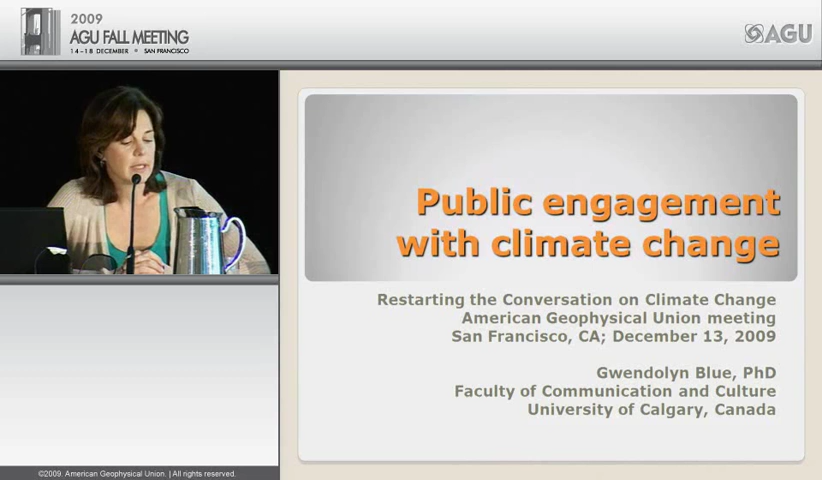 2009
AGU FALL MEETING
14-18 DECEMBER • SAN FRANCISCO
AGU
Public engagement
with climate change
Restarting the Conversation on Climate Change
American Geophysical Union meeting
San Francisco, CA; December 13, 2009
Gwendolyn Blue, PhD
Faculty of Communication and Culture
University of Calgary, Canada
©2009. American Geophysical Union. | All rights reserved.